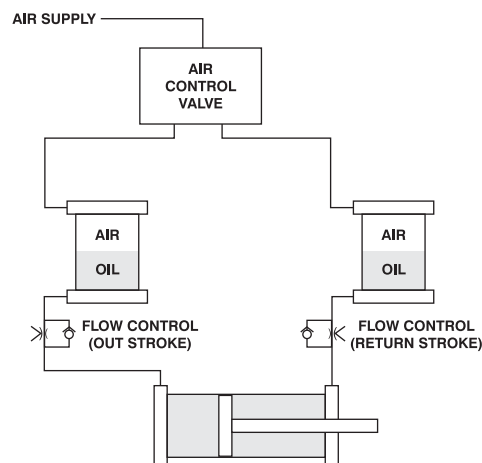 AIR SUPPLY
AIR
CONTROL
VALVE
AIR
OIL
AIR
OIL
FLOW CONTROL
(OUT STROKE)
FLOW CONTROL
(RETURN STROKE)